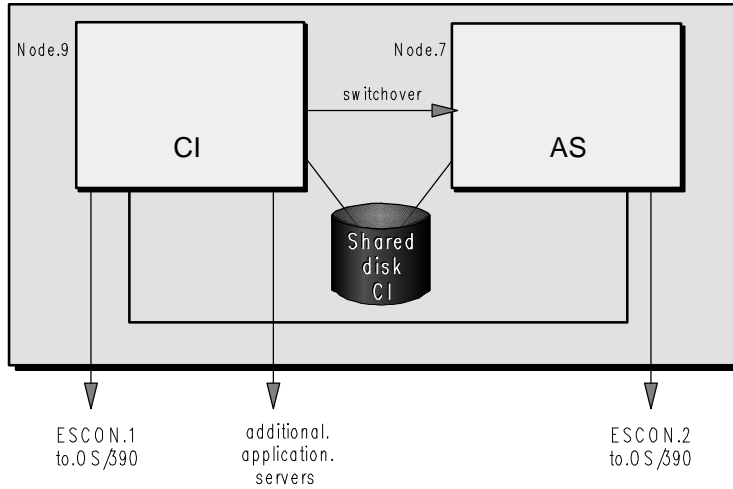 Node.9
Node.7
switchover
CI
AS
Shared
disk
CI
ESCON.1
to.OS/390
additional.
application.
servers
ESCON.2
to.OS/390